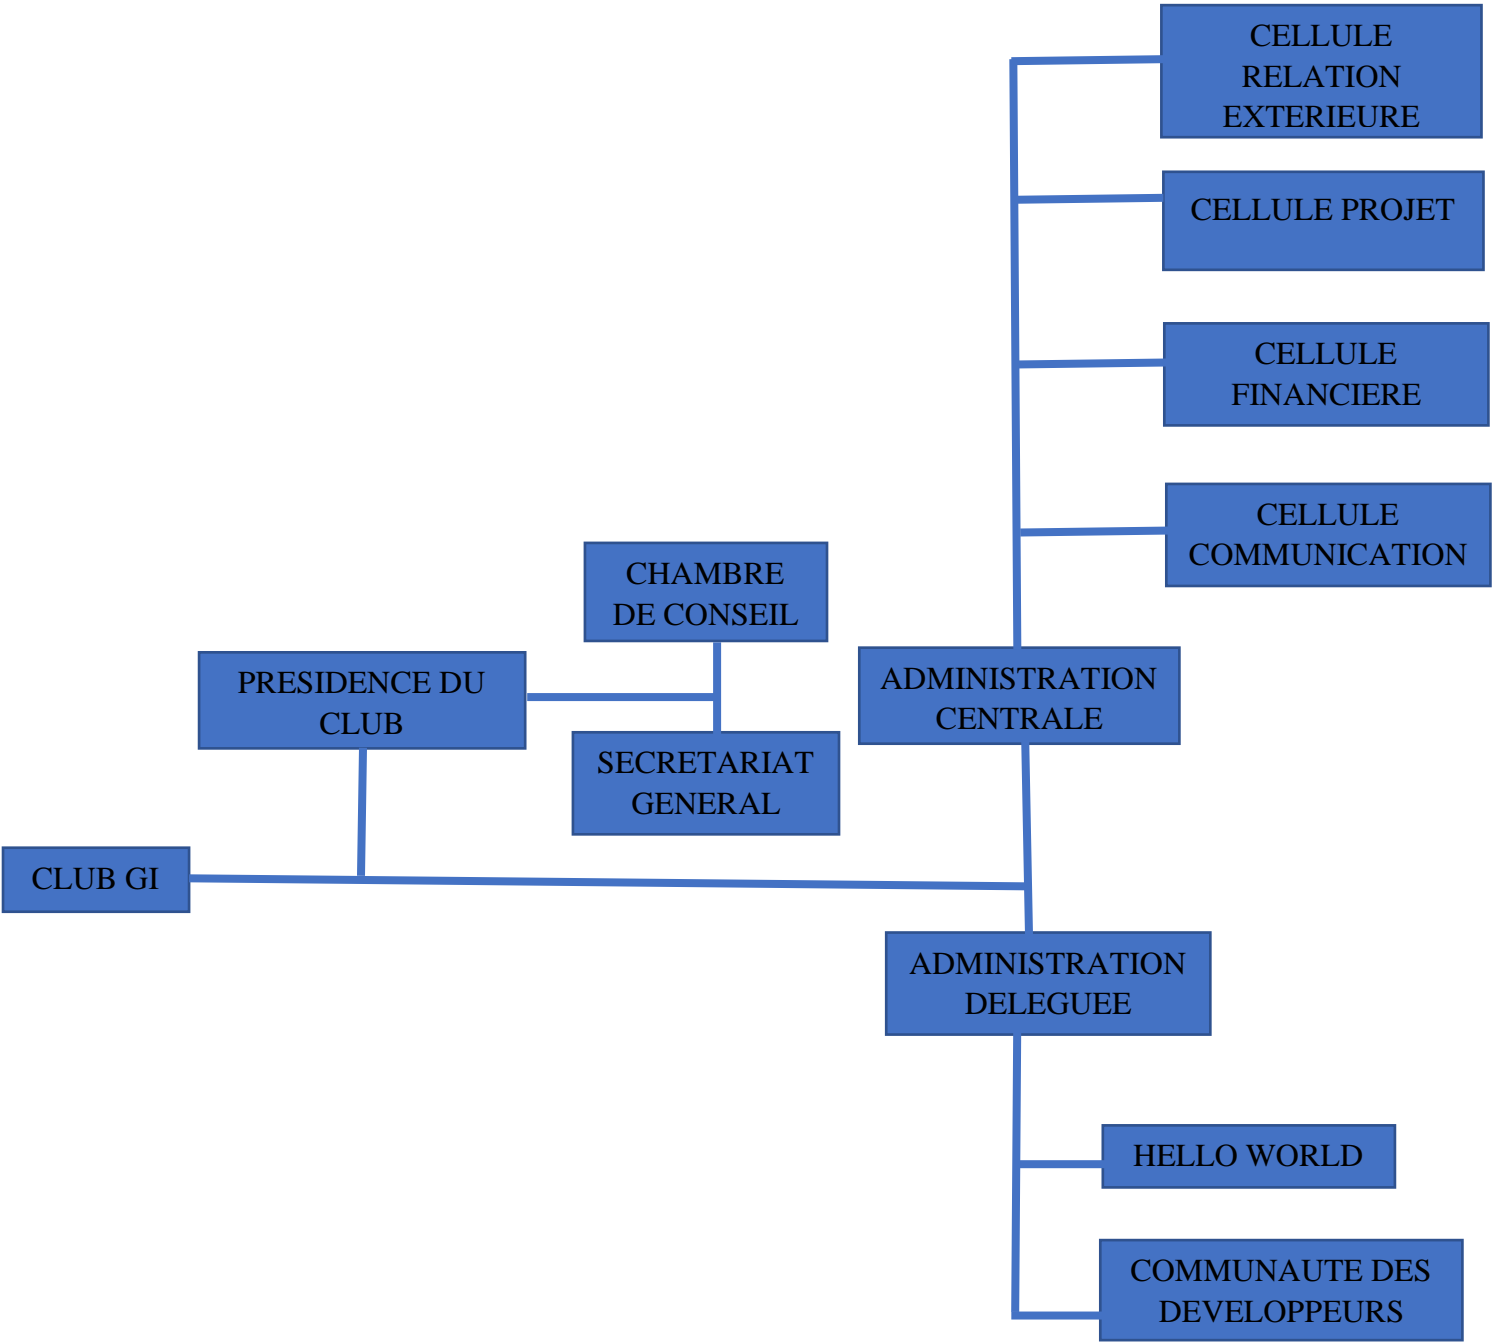 CELLULE
RELATION
EXTERIEURE
CELLULE PROJET
CELLULE
FINANCIERE
CELLULE
COMMUNICATION
CHAMBRE
DE CONSEIL
PRESIDENCE DU
CLUB
ADMINISTRATION
CENTRALE
SECRETARIAT
GENERAL
CLUB GI
ADMINISTRATION
DELEGUEE
HELLO WORLD
COMMUNAUTE DES
DEVELOPPEURS